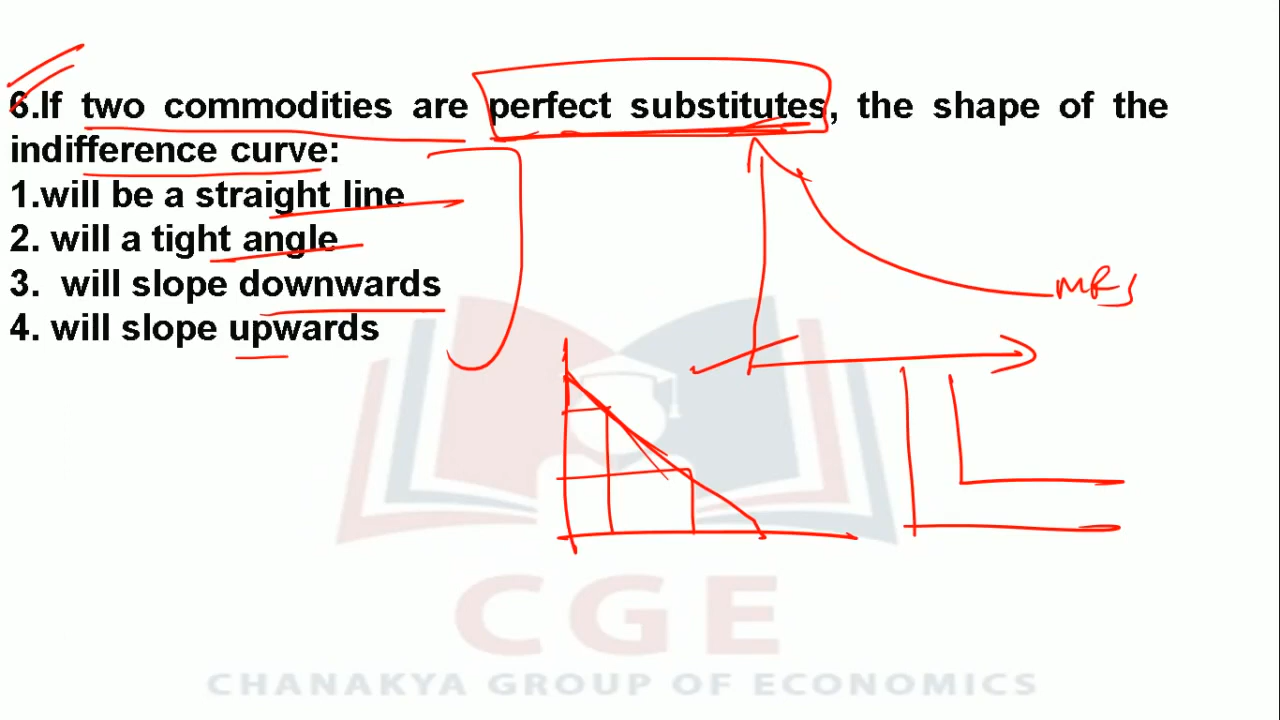 6.If two commodities are perfect substitutes, the shape of the
indifference curve:
1.will be a straight line
2. will a tight angle
3. will slope downwards
4. will slope upwards
MRS
CGE
CHANAKYA GROUP OF ECONOMICS